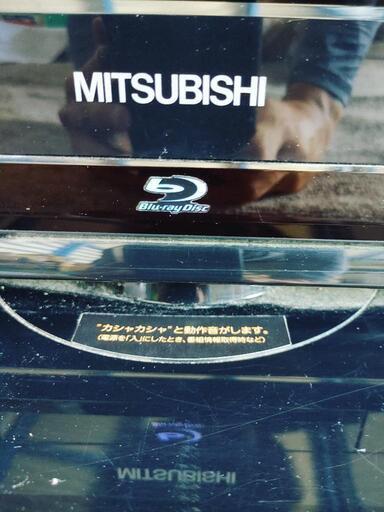 MITSUBISHI
Blu-ray Disc
"カシャカシャ"と動作音がします。
(電源を「入」にしたとき、番組情報取得時など)
MITSUBISHI